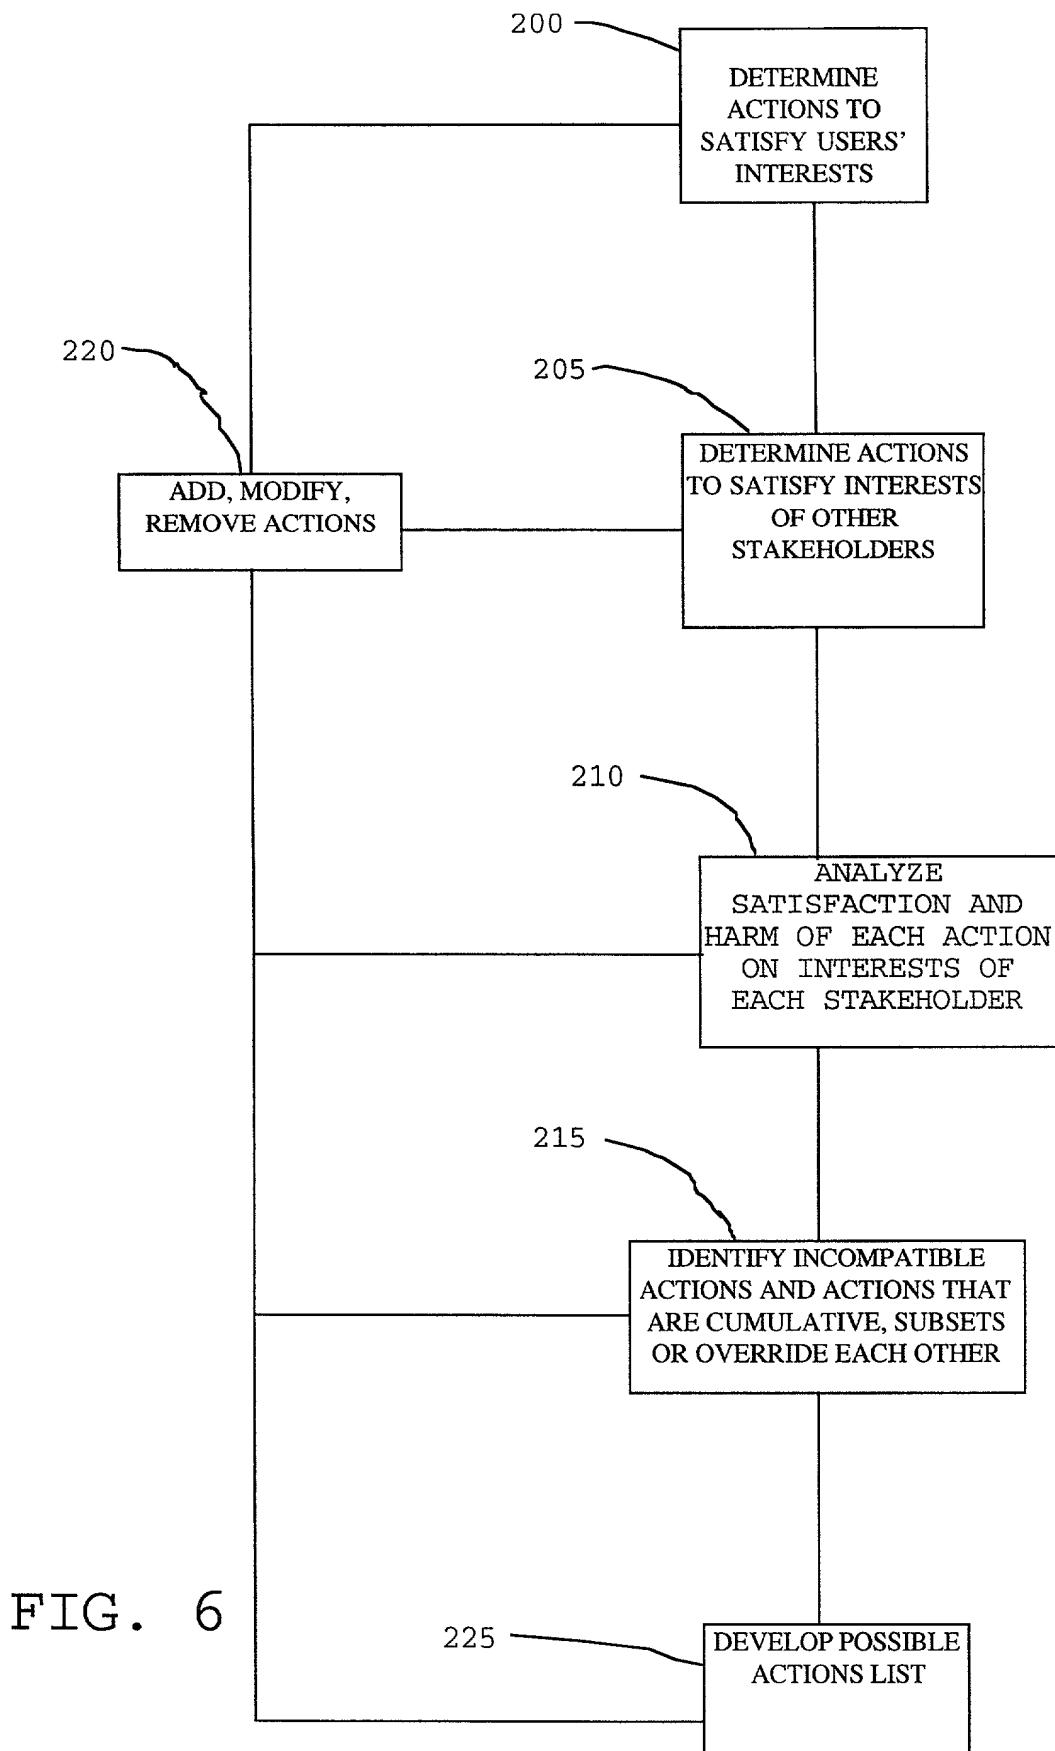 200
DETERMINE
ACTIONS TO
SATISFY USERS'
INTERESTS
220
205
ADD, MODIFY,
REMOVE ACTIONS
DETERMINE ACTIONS
TO SATISFY INTERESTS
OF OTHER
STAKEHOLDERS
210
ANALYZE
SATISFACTION AND
HARM OF EACH ACTION
ON INTERESTS OF
EACH STAKEHOLDER
215
IDENTIFY INCOMPATIBLE
ACTIONS AND ACTIONS THAT
ARE CUMULATIVE, SUBSETS
OR OVERRIDE EACH OTHER
FIG. 6
225
DEVELOP POSSIBLE
ACTIONS LIST